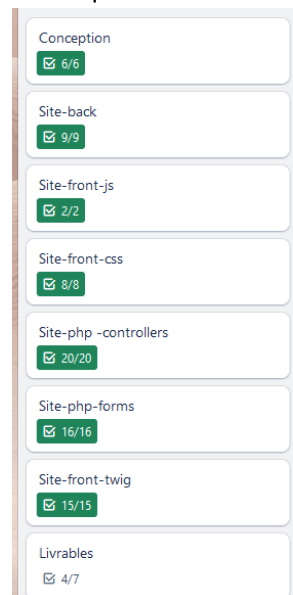 Conception
6/6
Site-back
9/9
Site-front-js
2/2
Site-front-css
8/8
Site-php -controllers
20/20
Site-php-forms
16/16
Site-front-twig
15/15
Livrables
4/7